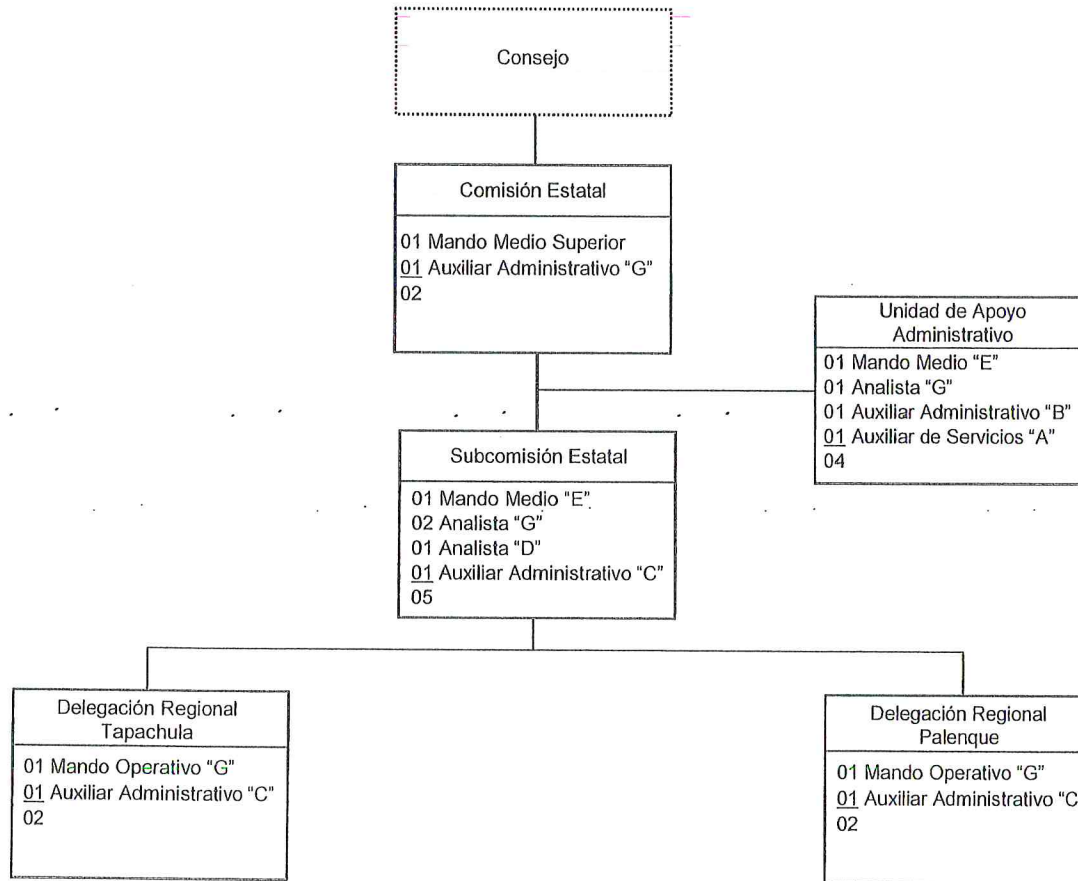 Consejo
Comisión Estatal
01 Mando Medio Superior
01 Auxiliar Administrativo “G”
02
Unidad de Apoyo
Administrativo
01 Mando Medio “E”
01 Analista “G”
01 Auxiliar Administrativo “B”
01 Auxiliar de Servicios “A”
04
Subcomisión Estatal
01 Mando Medio “E”
02 Analista “G”
01 Analista “D”
01 Auxiliar Administrativo “C”
05
Delegación Regional
Tapachula
01 Mando Operativo “G”
01 Auxiliar Administrativo “C”
02
Delegación Regional
Palenque
01 Mando Operativo “G”
01 Auxiliar Administrativo “C
02